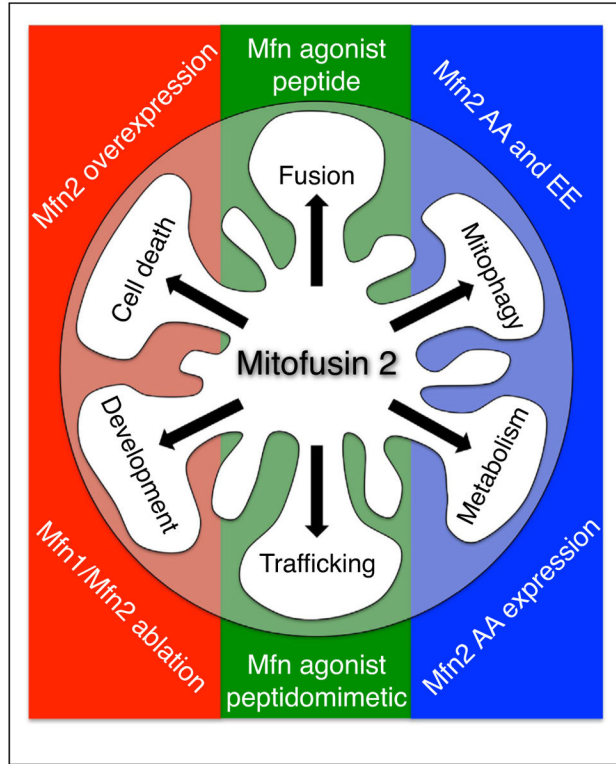 Mfn agonist
peptide
Mfn2 overexpression
Mfn2 AA and EE
Fusion
Cell death
Mitophagy
Mitofusin 2
Development
Metabolism
Trafficking
Mfn1/Mfn2 ablation
Mfn2 AA expression
Mfn agonist
peptidomimetic